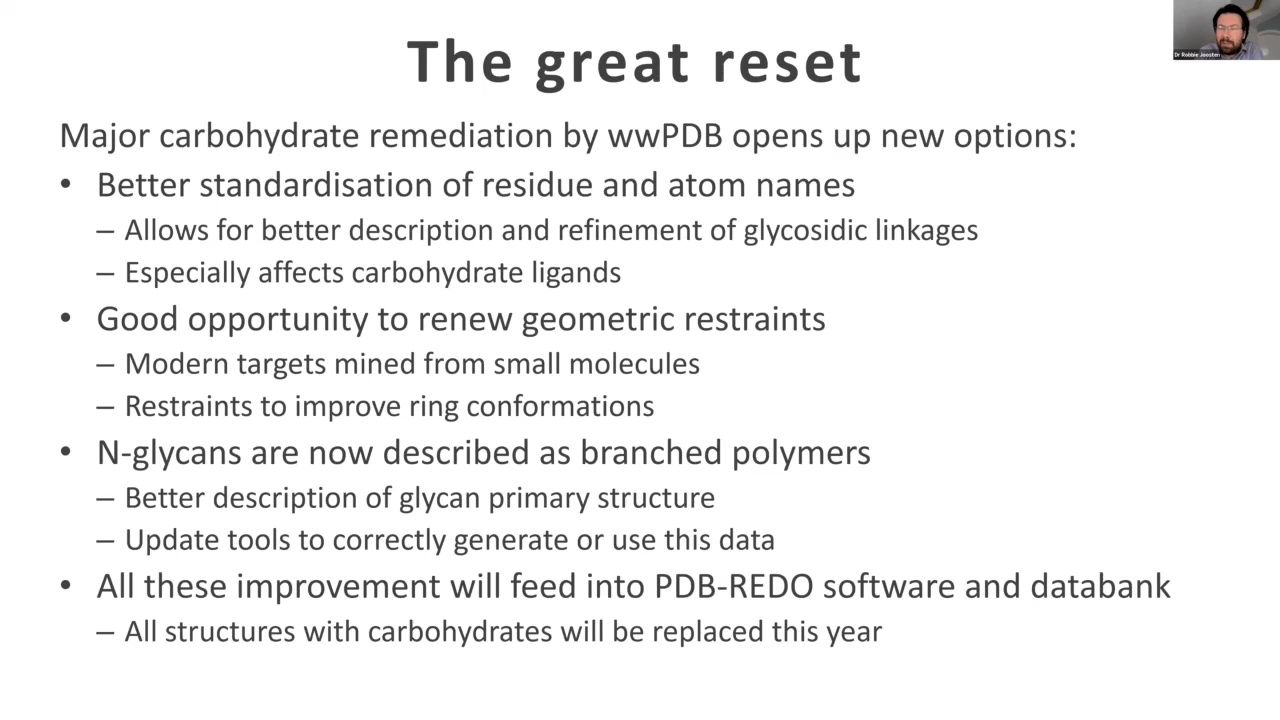 The great reset
Dr Robbie Joosten
Major carbohydrate remediation by wwPDB opens up new options:
• Better standardisation of residue and atom names
– Allows for better description and refinement of glycosidic linkages
– Especially affects carbohydrate ligands
• Good opportunity to renew geometric restraints
– Modern targets mined from small molecules
– Restraints to improve ring conformations
• N-glycans are now described as branched polymers
– Better description of glycan primary structure
– Update tools to correctly generate or use this data
• All these improvement will feed into PDB-REDO software and databank
– All structures with carbohydrates will be replaced this year